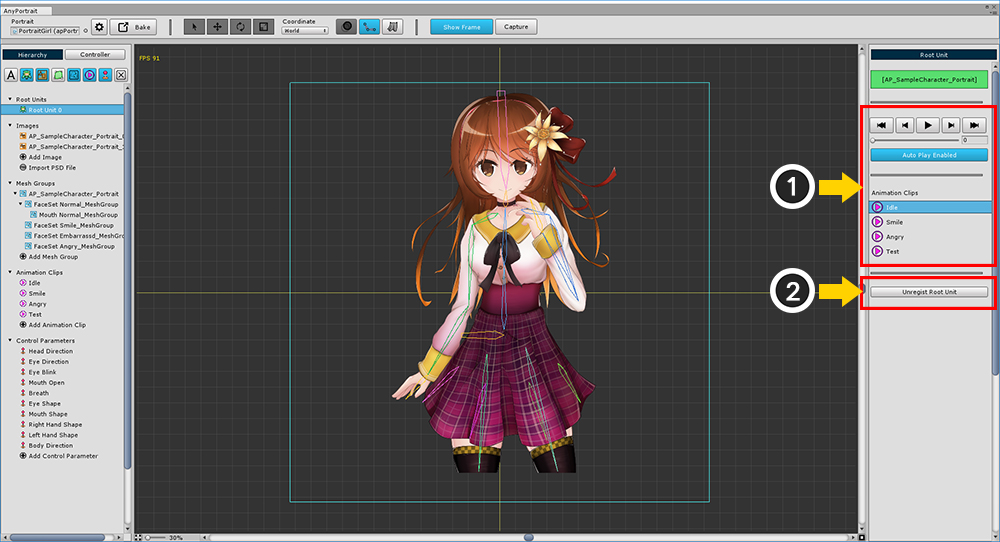 AnyPortrait
Portrait
PortraitGirl (apPortr
Bake
Coordinate
World
Show Frame
Capture
Hierarchy
Controller
A
Root Units
Root Unit 0
Images
AP_SampleCharacter_Portrait_
AP_SampleCharacter_Portrait_
Add Image
Import PSD File
Mesh Groups
AP_SampleCharacter_Portrait
FaceSet Normal_MeshGroup
Mouth Normal_MeshGroup
FaceSet Smile_MeshGroup
FaceSet Embarrassd_MeshGro
FaceSet Angry_MeshGroup
Add Mesh Group
Animation Clips
Idle
Smile
Angry
Test
Add Animation Clip
Control Parameters
Head Direction
Eye Direction
Eye Blink
Mouth Open
Breath
Eye Shape
Mouth Shape
Right Hand Shape
Left Hand Shape
Body Direction
Add Control Parameter
FPS 91
30%
Root Unit
[AP_SampleCharacter_Portrait]
0
Auto Play Enabled
1
Animation Clips
Idle
Smile
Angry
Test
2
Unregist Root Unit